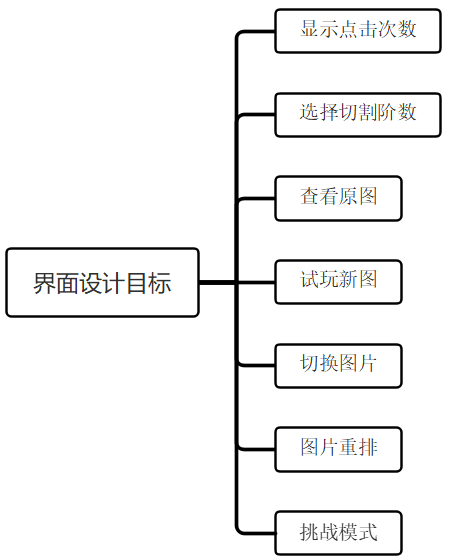 界面设计目标
显示点击次数
选择切割阶数
查看原图
试玩新图
切换图片
图片重排
挑战模式